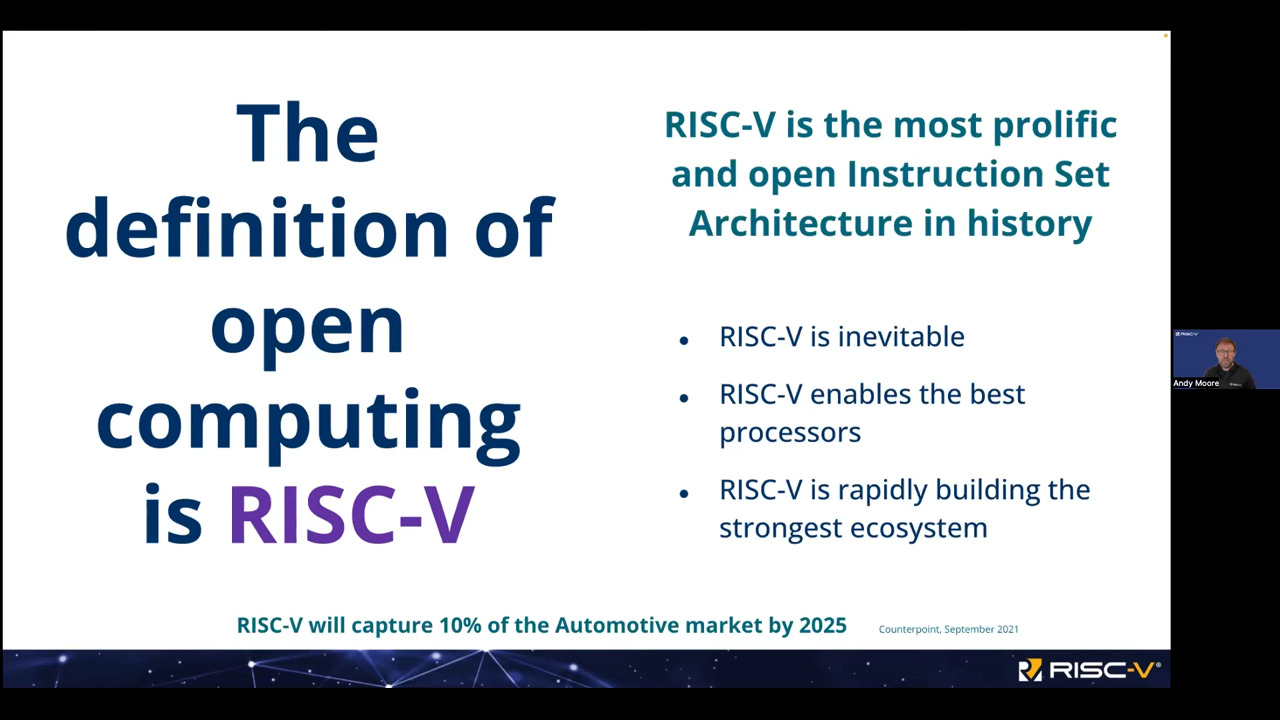 The
definition of
open
computing
is RISC-V
RISC-V is the most prolific
and open Instruction Set
Architecture in history
• RISC-V is inevitable
• RISC-V enables the best
processors
• RISC-V is rapidly building the
strongest ecosystem
RISC-V will capture 10% of the Automotive market by 2025
Counterpoint, September 2021
RISC-V®
RISC-V
Andy Moore